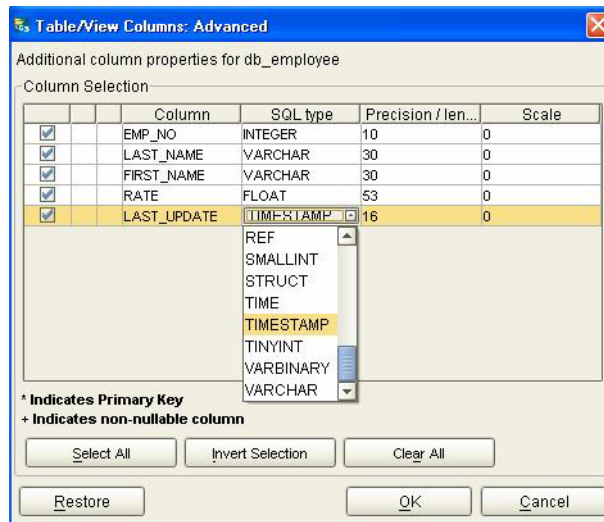 Table/View Columns: Advanced
Additional column properties for db_employee
Column Selection
Column SQL type Precision / len... Scale
EMP_NO INTEGER 10 0
LAST_NAME VARCHAR 30 0
FIRST_NAME VARCHAR 30 0
RATE FLOAT 53 0
LAST_UPDATE TIMESTAMP 16 0
REF
SMALLINT
STRUCT
TIME
TIMESTAMP
TINYINT
VARBINARY
VARCHAR
* Indicates Primary Key
+ Indicates non-nullable column
Select All Invert Selection Clear All
Restore OK Cancel